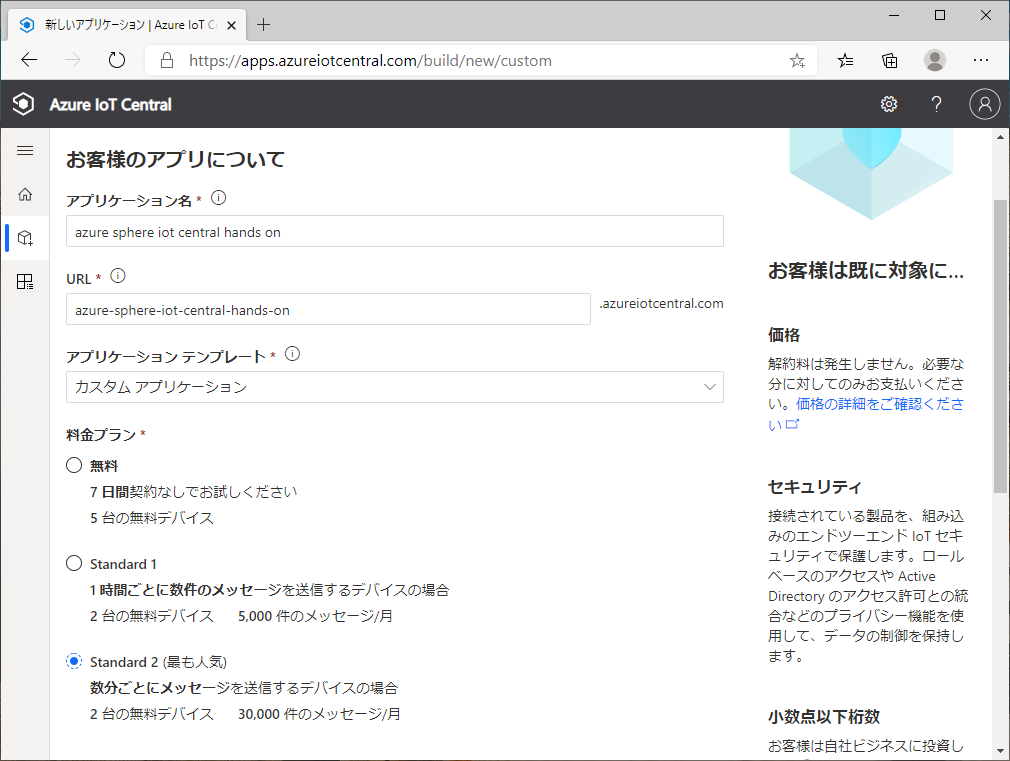 新しいアプリケーション | Azure IoT C
https://apps.azureiotcentral.com/build/new/custom
Azure IoT Central
お客様のアプリについて
アプリケーション名 *
azure sphere iot central hands on
URL *
azure-sphere-iot-central-hands-on
.azureiotcentral.com
アプリケーション テンプレート *
カスタム アプリケーション
料金プラン *
無料
7 日間契約なしでお試しください
5 台の無料デバイス
Standard 1
1 時間ごとに数件のメッセージを送信するデバイスの場合
2 台の無料デバイス 5,000 件のメッセージ/月
Standard 2 (最も人気)
数分ごとにメッセージを送信するデバイスの場合
2 台の無料デバイス 30,000 件のメッセージ/月
お客様は既に対象に...
価格
解約料は発生しません。必要な
分に対してのみお支払いくださ
い。価格の詳細をご確認くださ
い
セキュリティ
接続されている製品を、組み込
みのエンドツーエンド IoT セキ
ュリティで保護します。ロール
ベースのアクセスや Active
Directory のアクセス許可との統
合などのプライバシー機能を使
用して、データの制御を保持し
ます。
小数点以下桁数
お客様は自社ビジネスに投資し